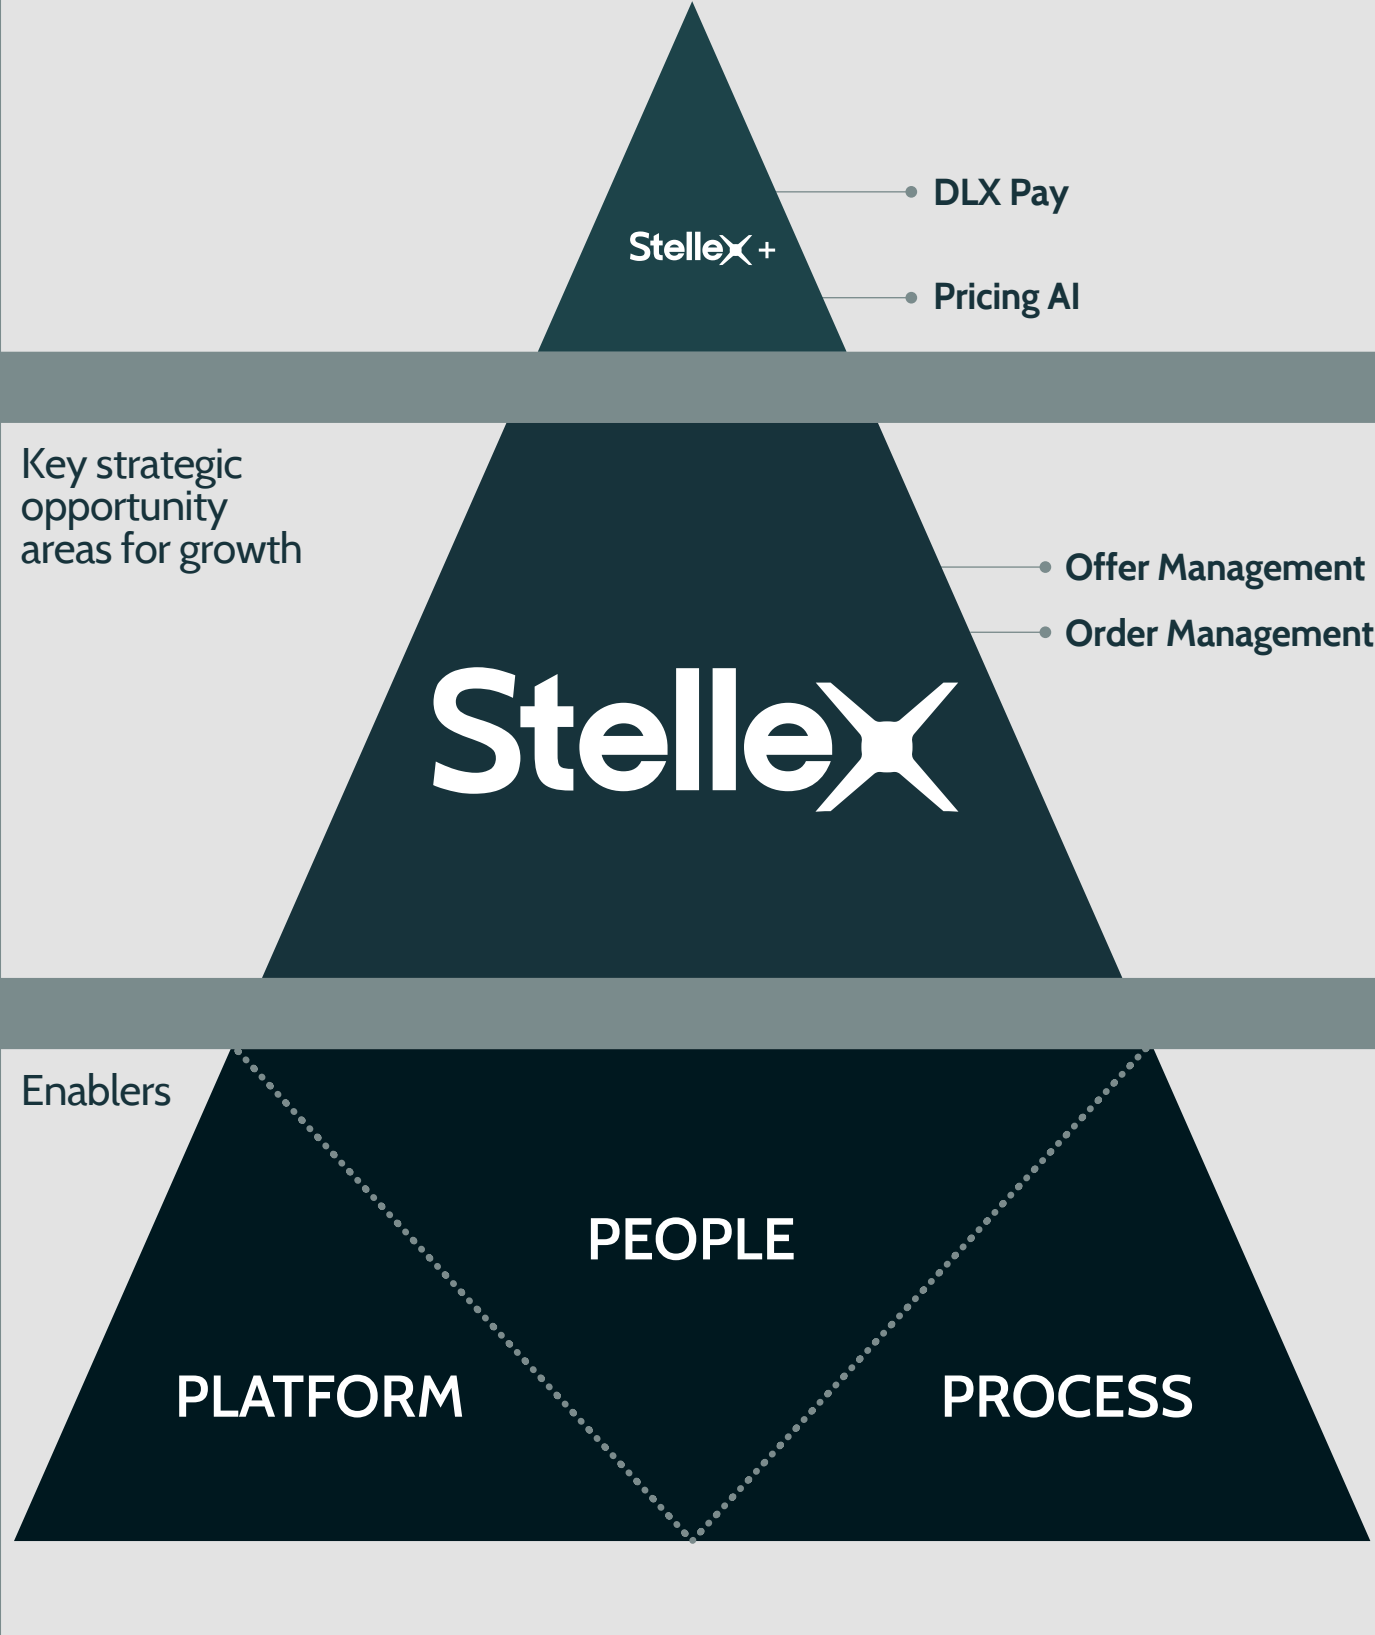 DLX Pay
Stellex +
Pricing AI
Key strategic
opportunity
areas for growth
Offer Management
Order Management
Stellex
Enablers
PEOPLE
PLATFORM
PROCESS